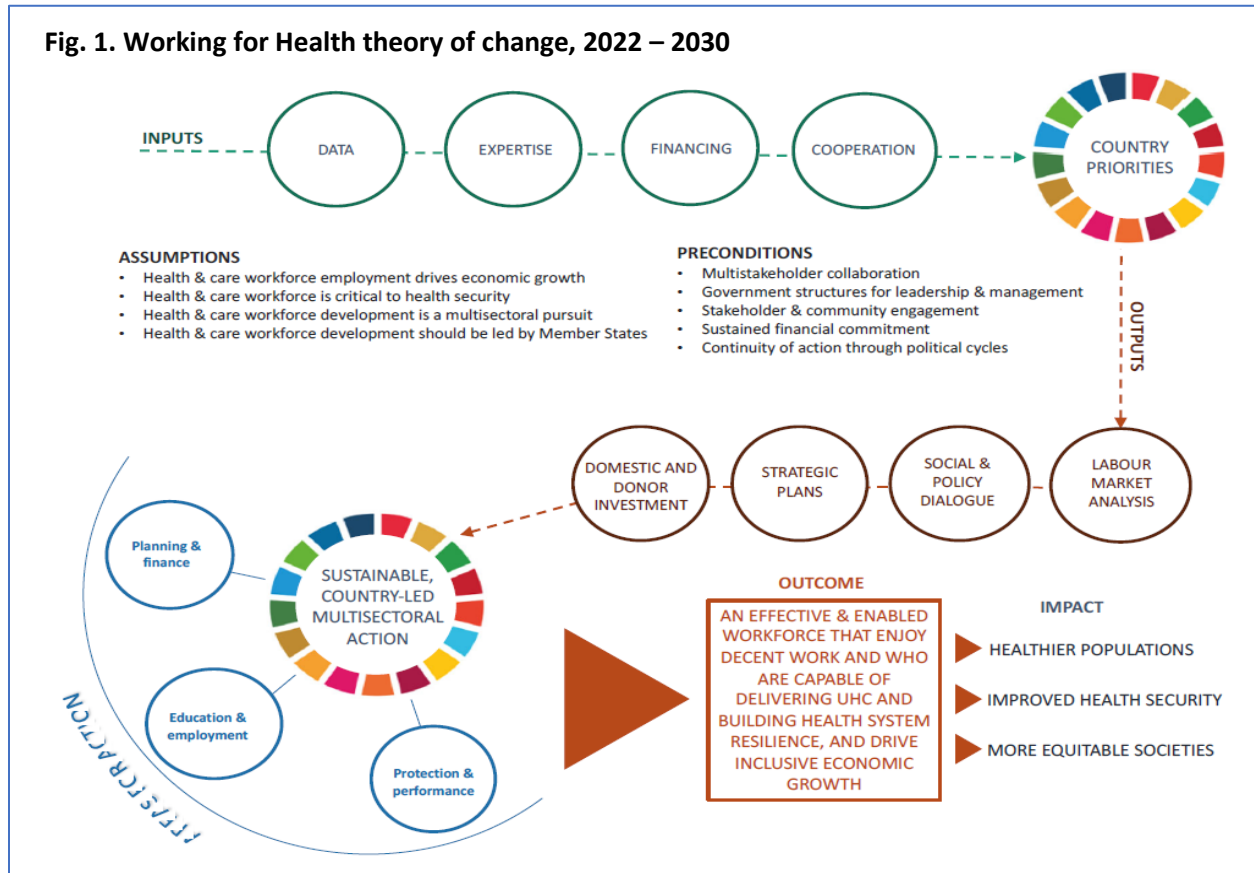 Fig. 1. Working for Health theory of change, 2022 – 2030
INPUTS
DATA
EXPERTISE
FINANCING
COOPERATION
COUNTRY
PRIORITIES
ASSUMPTIONS
• Health & care workforce employment drives economic growth
• Health & care workforce is critical to health security
• Health & care workforce development is a multisectoral pursuit
• Health & care workforce development should be led by Member States
PRECONDITIONS
• Multistakeholder collaboration
• Government structures for leadership & management
• Stakeholder & community engagement
• Sustained financial commitment
• Continuity of action through political cycles
OUTPUTS
DOMESTIC AND
DONOR
INVESTMENT
STRATEGIC
PLANS
SOCIAL &
POLICY
DIALOGUE
LABOUR
MARKET
ANALYSIS
Planning &
finance
SUSTAINABLE,
COUNTRY-LED
MULTISECTORAL
ACTION
Education &
employment
Protection &
performance
AREAS FOR ACTION
OUTCOME
AN EFFECTIVE & ENABLED
WORKFORCE THAT ENJOY
DECENT WORK AND WHO
ARE CAPABLE OF
DELIVERING UHC AND
BUILDING HEALTH SYSTEM
RESILIENCE, AND DRIVE
INCLUSIVE ECONOMIC
GROWTH
IMPACT
HEALTHIER POPULATIONS
IMPROVED HEALTH SECURITY
MORE EQUITABLE SOCIETIES